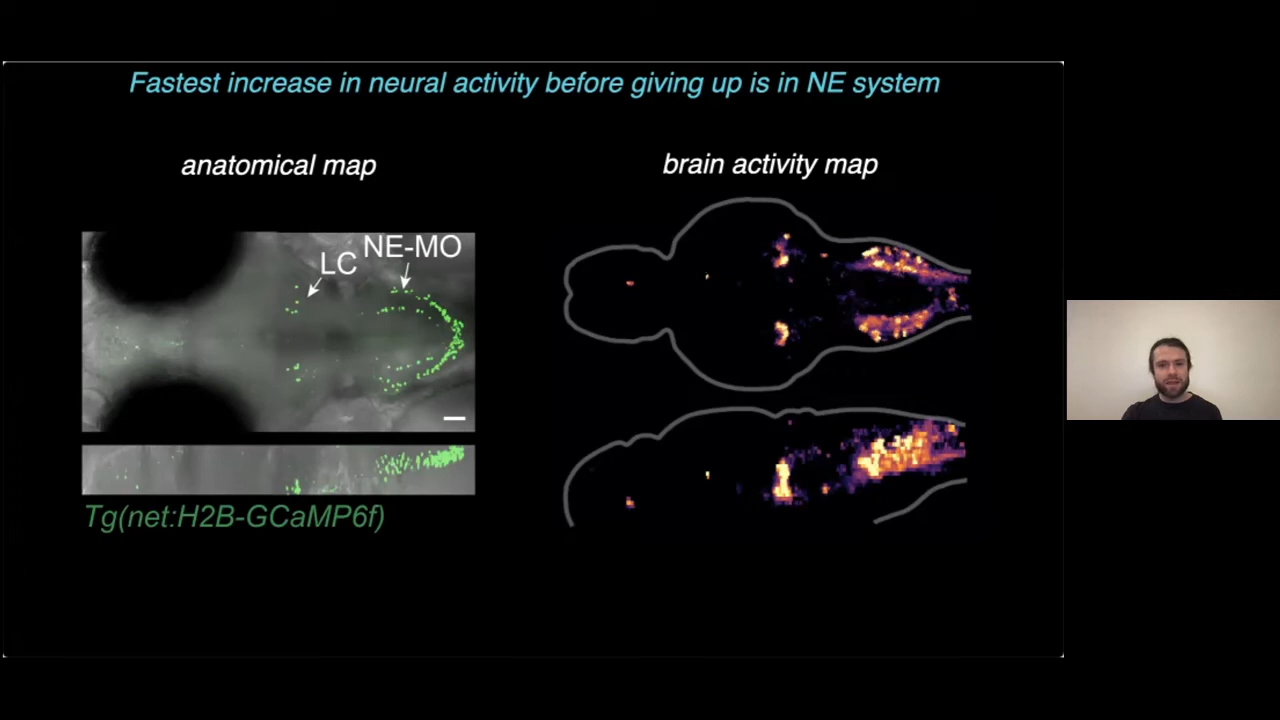 Fastest increase in neural activity before giving up is in NE system
anatomical map
brain activity map
LC
NE-MO
Tg(net:H2B-GCaMP6f)